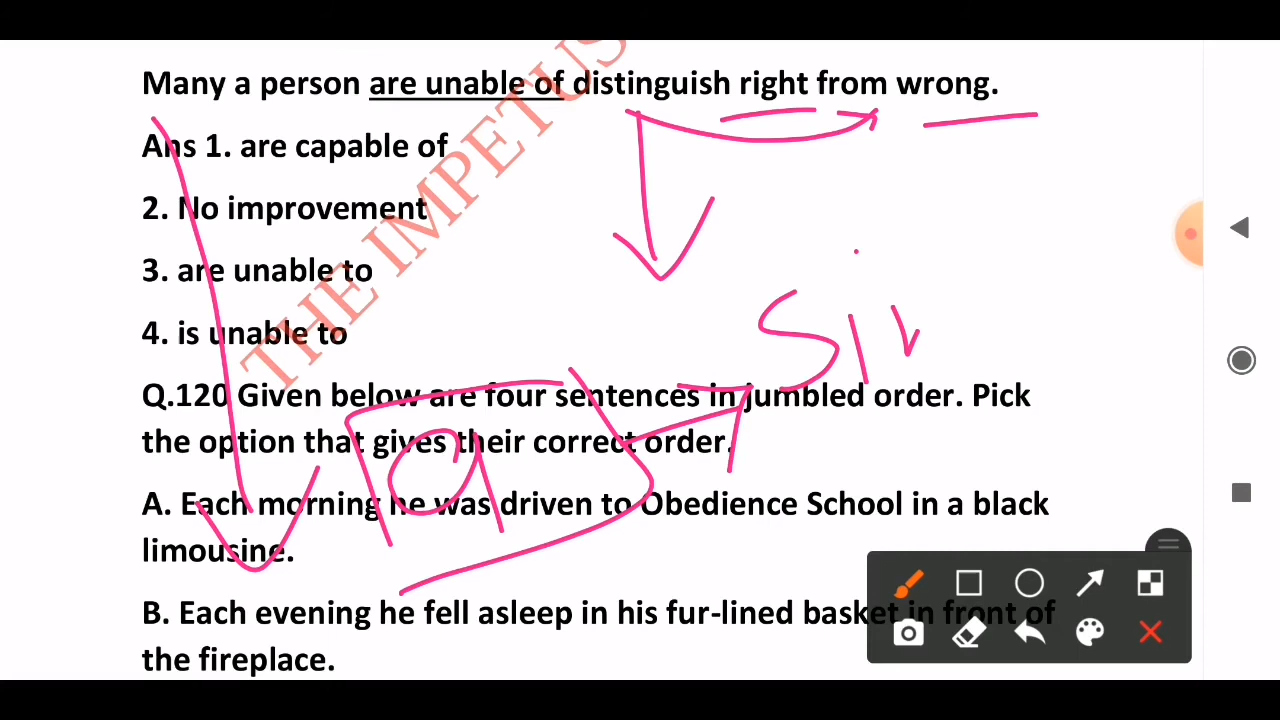 Many a person are unable of distinguish right from wrong.
Ans 1. are capable of
2. No improvement
3. are unable to
4. is unable to
Q.120 Given below are four sentences in jumbled order. Pick
the option that gives their correct order.
A. Each morning he was driven to Obedience School in a black
limousine.
B. Each evening he fell asleep in his fur-lined basket in front of
the fireplace.
THE IMPETUS
a